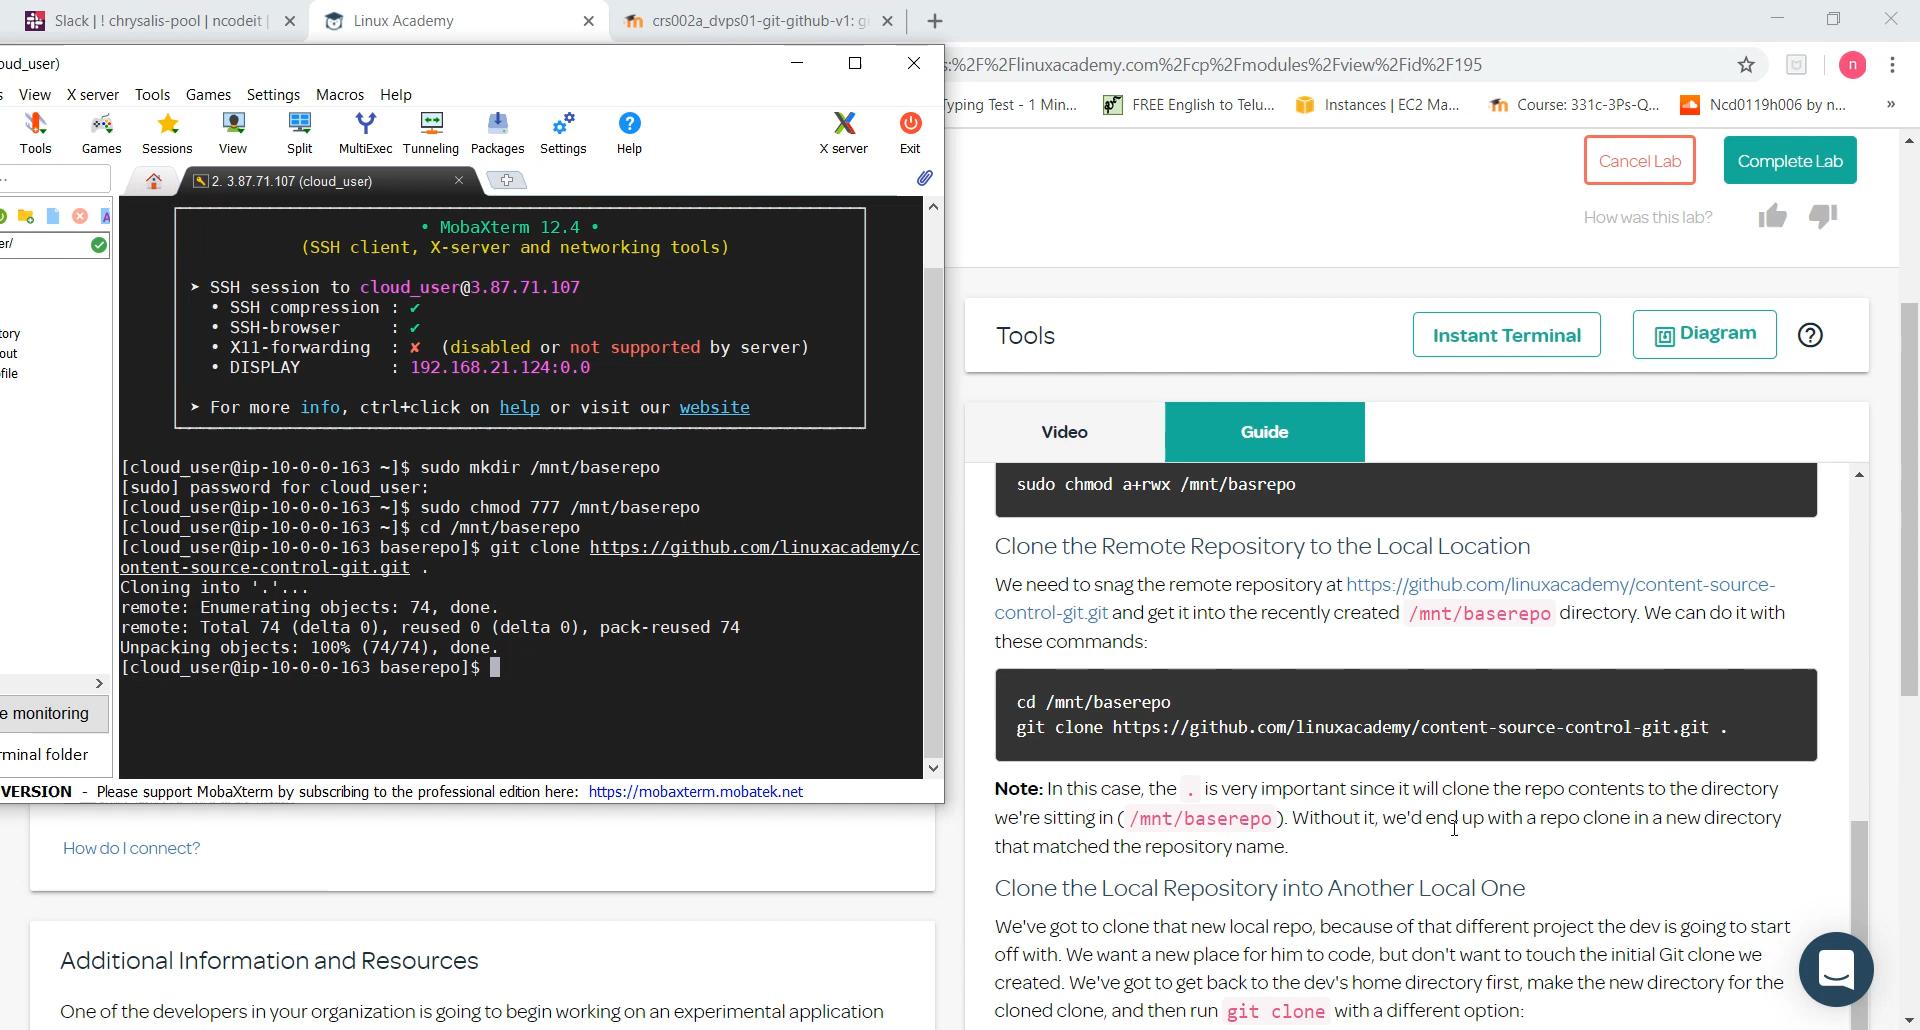 Slack | ! chrysalis-pool | ncodeit |
Linux Academy
crs002a_dvps01-git-github-v1: g
oud_user)
:%2F%2Flinuxacademy.com%2Fcp%2Fmodules%2Fview%2Fid%2F195
n
View X server Tools Games Settings Macros Help
yping Test - 1 Min...
FREE English to Telu...
Instances | EC2 Ma...
Course: 331c-3Ps-Q...
Ncd0119h006 by n...
»
Tools Games Sessions View Split MultiExec Tunneling Packages Settings Help X server Exit
Cancel Lab
Complete Lab
How was this lab?
2. 3.87.71.107 (cloud_user)
er/
ory
out
file
e monitoring
rminal folder
• MobaXterm 12.4 •
(SSH client, X-server and networking tools)
➤ SSH session to cloud_user@3.87.71.107
• SSH compression : ✔
• SSH-browser : ✔
• X11-forwarding : ✘ (disabled or not supported by server)
• DISPLAY : 192.168.21.124:0.0
➤ For more info, ctrl+click on help or visit our website
[cloud_user@ip-10-0-0-163 ~]$ sudo mkdir /mnt/baserepo
[sudo] password for cloud_user:
[cloud_user@ip-10-0-0-163 ~]$ sudo chmod 777 /mnt/baserepo
[cloud_user@ip-10-0-0-163 ~]$ cd /mnt/baserepo
[cloud_user@ip-10-0-0-163 baserepo]$ git clone https://github.com/linuxacademy/c
ontent-source-control-git.git .
Cloning into '.'...
remote: Enumerating objects: 74, done.
remote: Total 74 (delta 0), reused 0 (delta 0), pack-reused 74
Unpacking objects: 100% (74/74), done.
[cloud_user@ip-10-0-0-163 baserepo]$
VERSION - Please support MobaXterm by subscribing to the professional edition here: https://mobaxterm.mobatek.net
How do I connect?
Additional Information and Resources
One of the developers in your organization is going to begin working on an experimental application
Tools
Instant Terminal
Diagram
Video
Guide
sudo chmod a+rwx /mnt/basrepo
Clone the Remote Repository to the Local Location
We need to snag the remote repository at https://github.com/linuxacademy/content-source-
control-git.git and get it into the recently created /mnt/baserepo directory. We can do it with
these commands:
cd /mnt/baserepo
git clone https://github.com/linuxacademy/content-source-control-git.git .
Note: In this case, the . is very important since it will clone the repo contents to the directory
we're sitting in ( /mnt/baserepo ). Without it, we'd end up with a repo clone in a new directory
that matched the repository name.
Clone the Local Repository into Another Local One
We've got to clone that new local repo, because of that different project the dev is going to start
off with. We want a new place for him to code, but don't want to touch the initial Git clone we
created. We've got to get back to the dev's home directory first, make the new directory for the
cloned clone, and then run git clone with a different option: